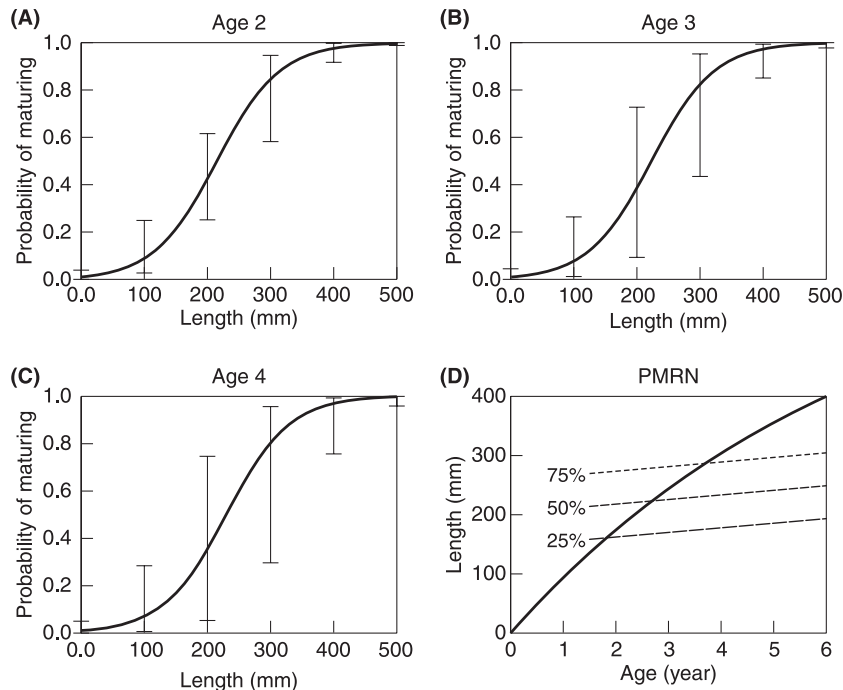 (A)
Age 2
Probability of maturing
1.0
0.8
0.6
0.4
0.2
0.0
0.0 100 200 300 400 500
Length (mm)
(B)
Age 3
Probability of maturing
1.0
0.8
0.6
0.4
0.2
0.0
0.0 100 200 300 400 500
Length (mm)
(C)
Age 4
Probability of maturing
1.0
0.8
0.6
0.4
0.2
0.0
0.0 100 200 300 400 500
Length (mm)
(D)
PMRN
Length (mm)
400
300
200
100
0
75%
50%
25%
0 1 2 3 4 5 6
Age (year)